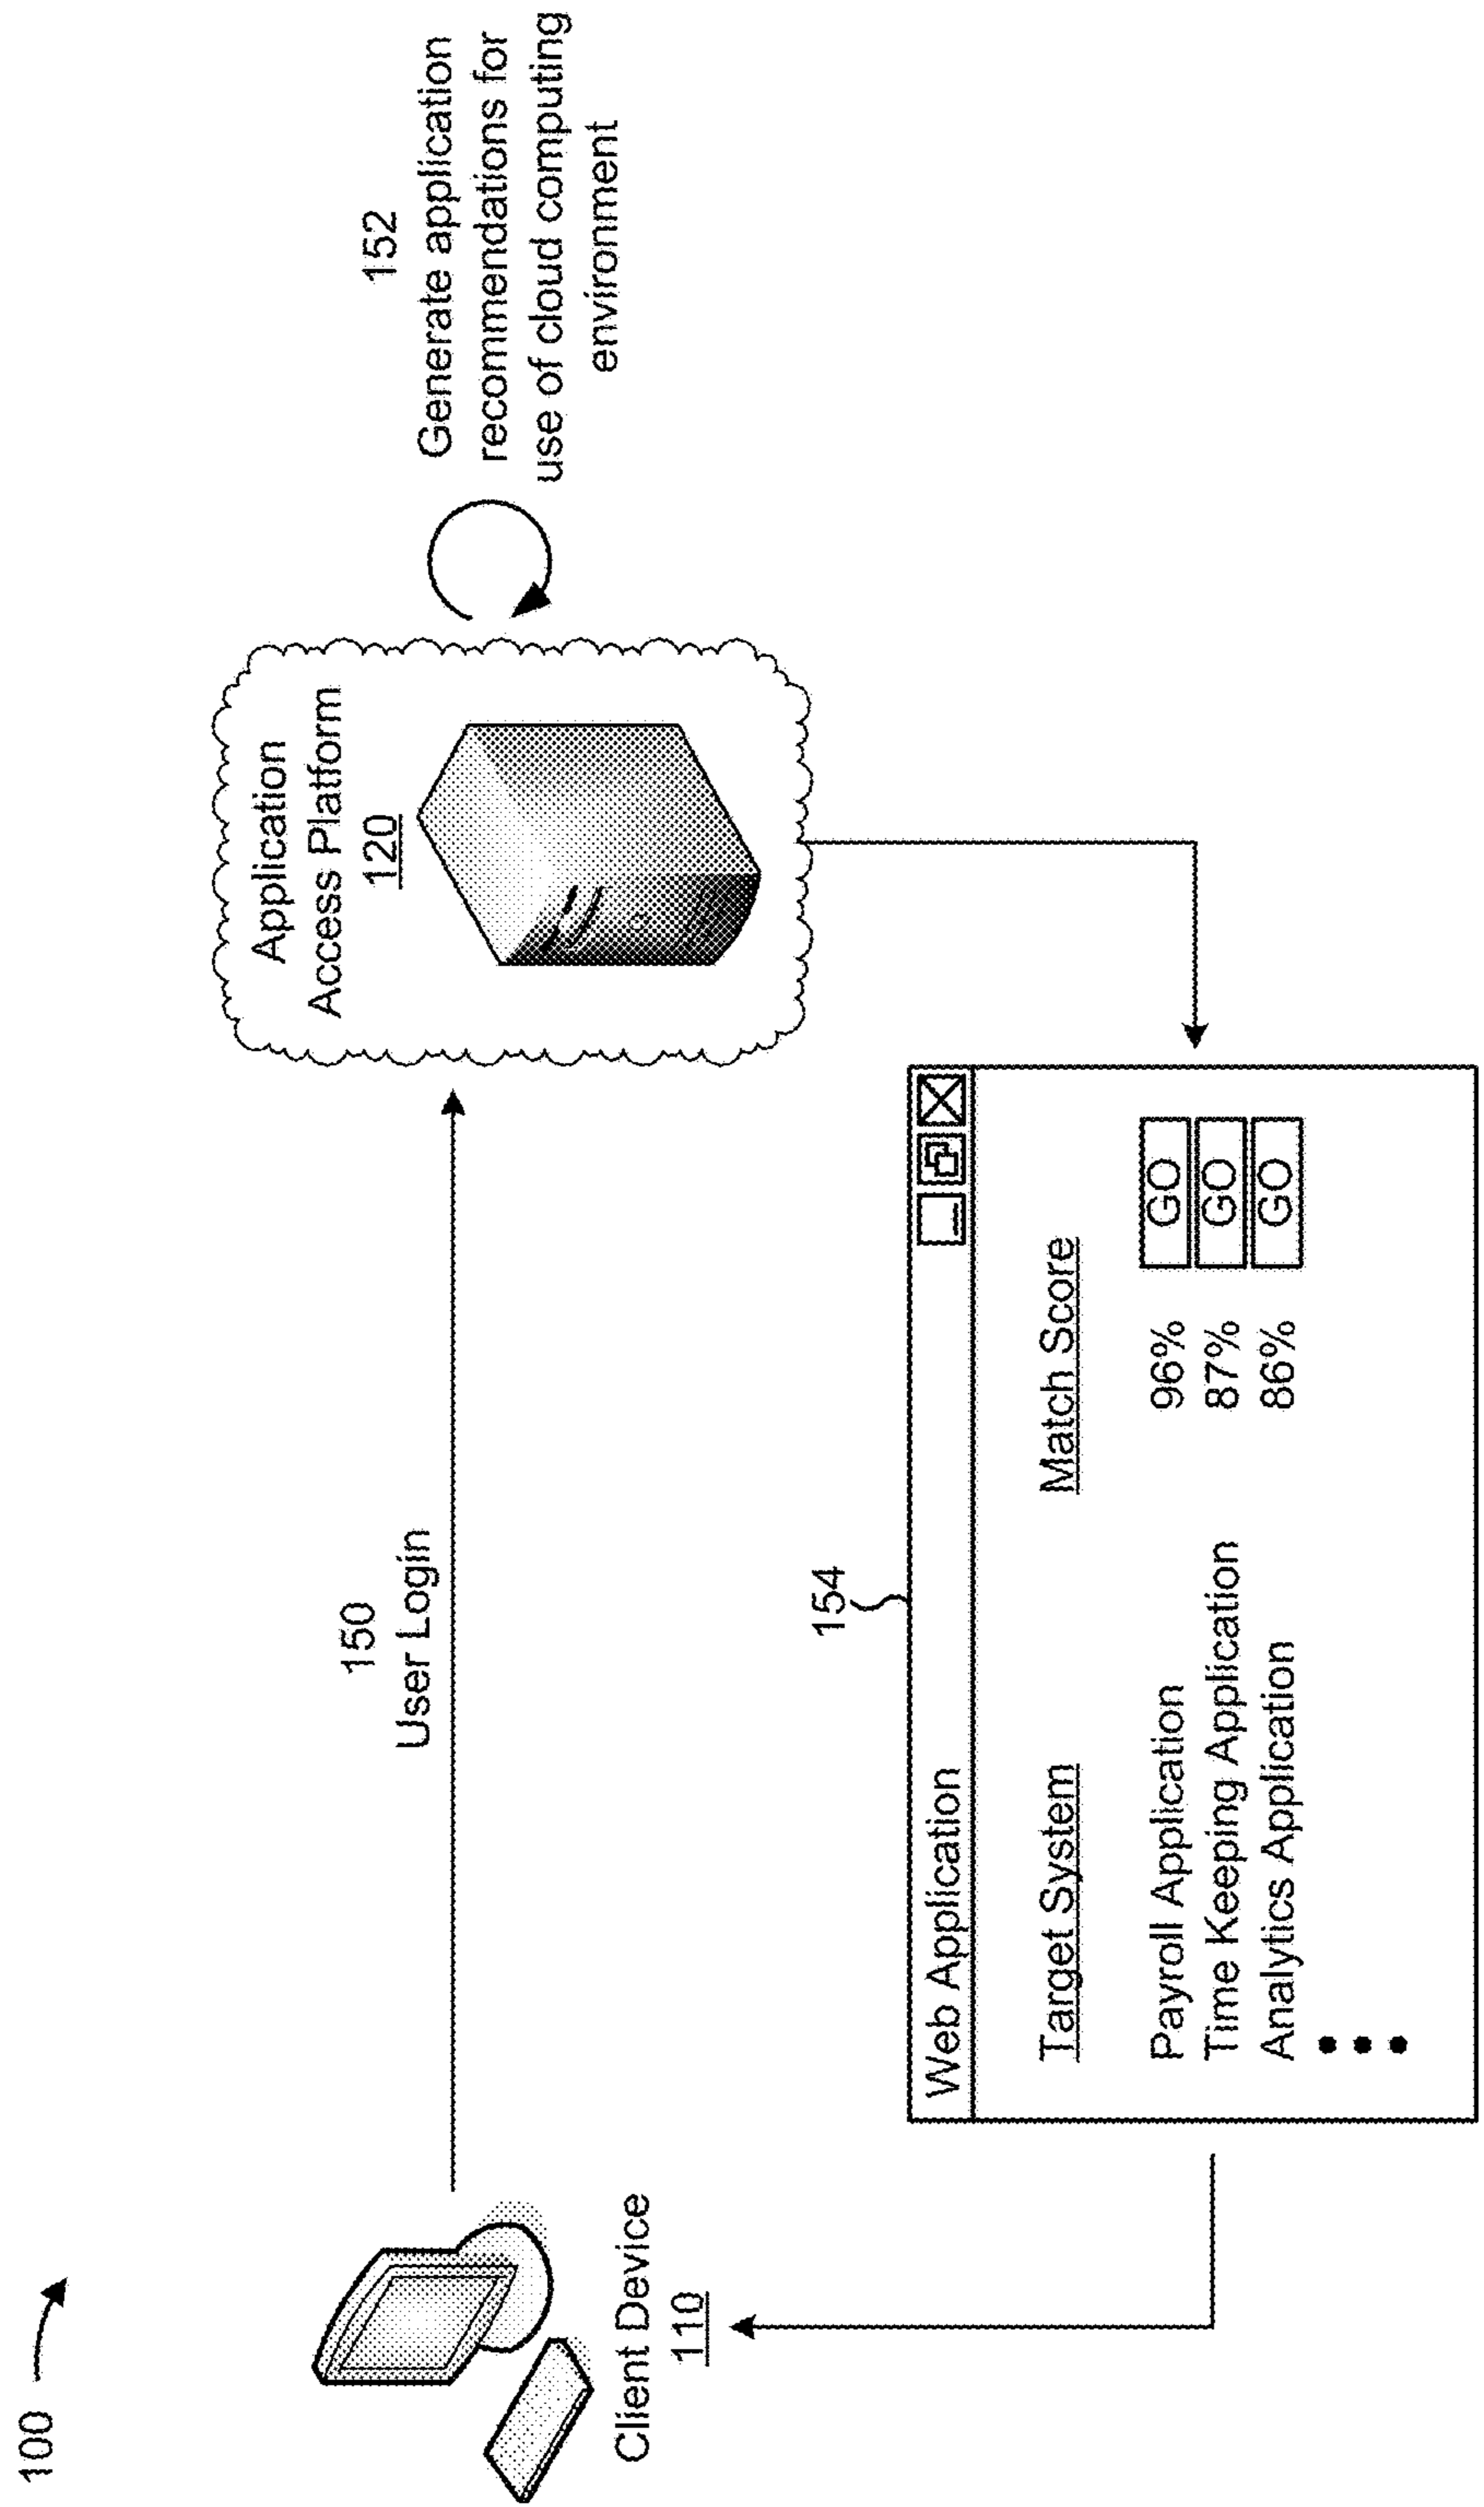 100
150
User Login
Application
Access Platform
120
152
Generate application
recommendations for
use of cloud computing
environment
Client Device
110
154
Web Application
Target System
Match Score
Payroll Application 96% GO
Time Keeping Application 87% GO
Analytics Application 86% GO